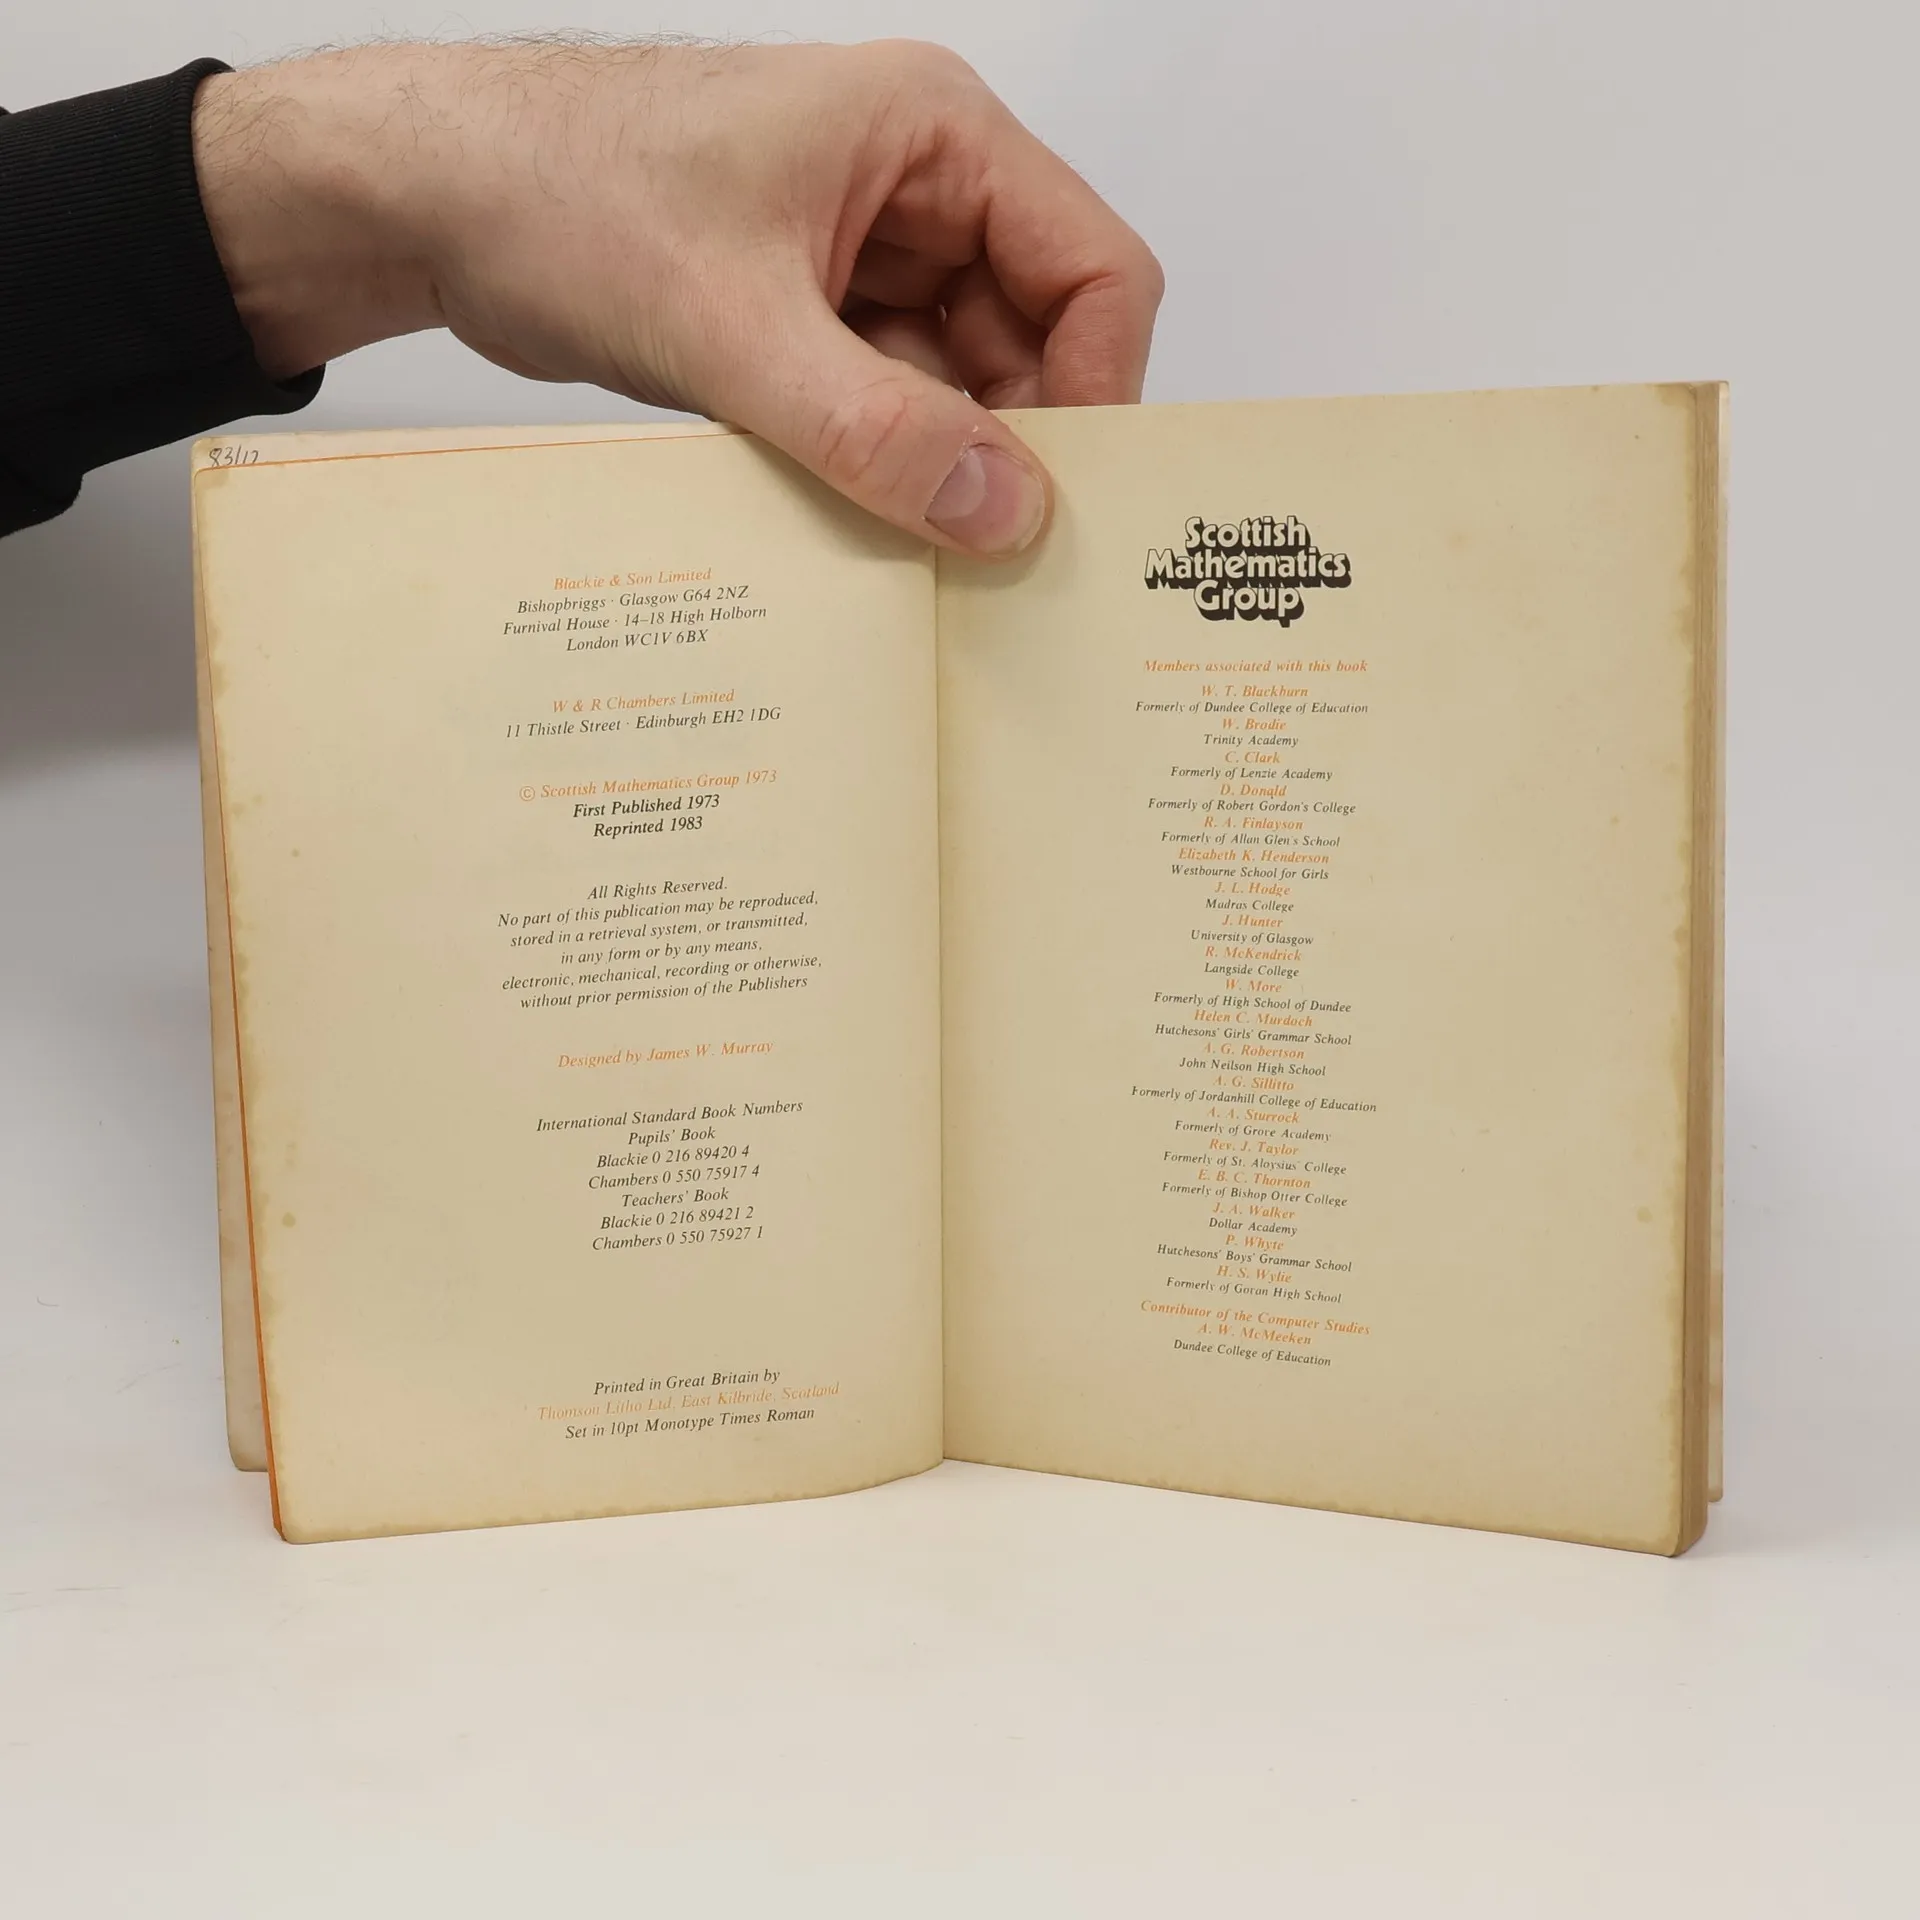 83/12
Blackie & Son Limited
Bishopbriggs · Glasgow G64 2NZ
Furnival House · 14–18 High Holborn
London WC1V 6BX
W & R Chambers Limited
11 Thistle Street · Edinburgh EH2 1DG
© Scottish Mathematics Group 1973
First Published 1973
Reprinted 1983
All Rights Reserved.
No part of this publication may be reproduced,
stored in a retrieval system, or transmitted,
in any form or by any means,
electronic, mechanical, recording or otherwise,
without prior permission of the Publishers
Designed by James W. Murray
International Standard Book Numbers
Pupils' Book
Blackie 0 216 89420 4
Chambers 0 550 75917 4
Teachers' Book
Blackie 0 216 89421 2
Chambers 0 550 75927 1
Printed in Great Britain by
Thomson Litho Ltd, East Kilbride, Scotland
Set in 10pt Monotype Times Roman
Scottish
Mathematics
Group
Members associated with this book
W. T. Blackburn
Formerly of Dundee College of Education
W. Brodie
Trinity Academy
C. Clark
Formerly of Lenzie Academy
D. Donald
Formerly of Robert Gordon's College
R. A. Finlayson
Formerly of Allan Glen's School
Elizabeth K. Henderson
Westbourne School for Girls
J. L. Hodge
Madras College
J. Hunter
University of Glasgow
R. McKendrick
Langside College
W. More
Formerly of High School of Dundee
Helen C. Murdoch
Hutchesons' Girls' Grammar School
A. G. Robertson
John Neilson High School
A. G. Sillitto
Formerly of Jordanhill College of Education
A. A. Sturrock
Formerly of Grove Academy
Rev. J. Taylor
Formerly of St. Aloysius' College
E. B. C. Thornton
Formerly of Bishop Otter College
J. A. Walker
Dollar Academy
P. Whyte
Hutchesons' Boys' Grammar School
H. S. Wylie
Formerly of Govan High School
Contributor of the Computer Studies
A. W. McMeeken
Dundee College of Education